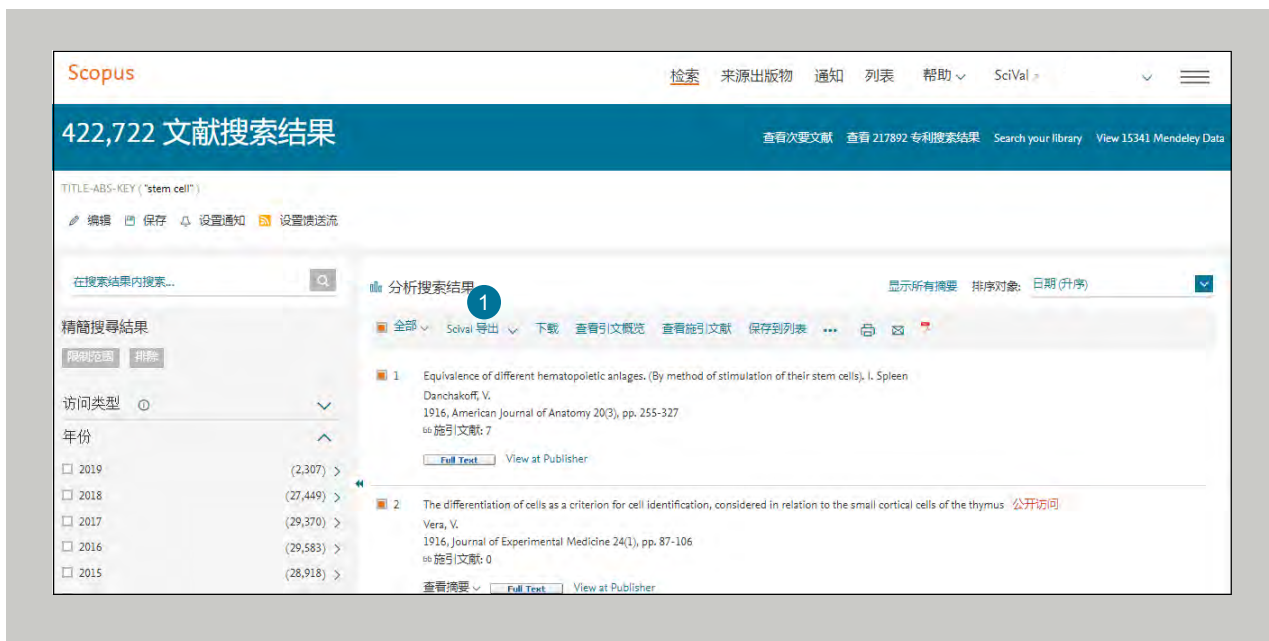 Scopus
检索 来源出版物 通知 列表 帮助 SciVal
422,722 文献搜索结果
查看次要文献 查看 217892 专利搜索结果 Search your library View 15341 Mendeley Data
TITLE-ABS-KEY ( "stem cell" )
编辑 保存 设置通知 设置馈送流
在搜索结果内搜索...
精簡搜尋結果
限制范围 排除
访问类型
年份
2019 (2,307)
2018 (27,449)
2017 (29,370)
2016 (29,583)
2015 (28,918)
分析搜索结果
1
显示所有摘要 排序对象: 日期(升序)
全部 Scival 导出 下载 查看引文概览 查看施引文献 保存到列表 •••
1 Equivalence of different hematopoietic anlages. (By method of stimulation of their stem cells). I. Spleen
Danchakoff, V.
1916, American Journal of Anatomy 20(3), pp. 255-327
施引文献: 7
Full Text View at Publisher
2 The differentiation of cells as a criterion for cell identification, considered in relation to the small cortical cells of the thymus 公开访问
Vera, V.
1916, Journal of Experimental Medicine 24(1), pp. 87-106
施引文献: 0
查看摘要 Full Text View at Publisher